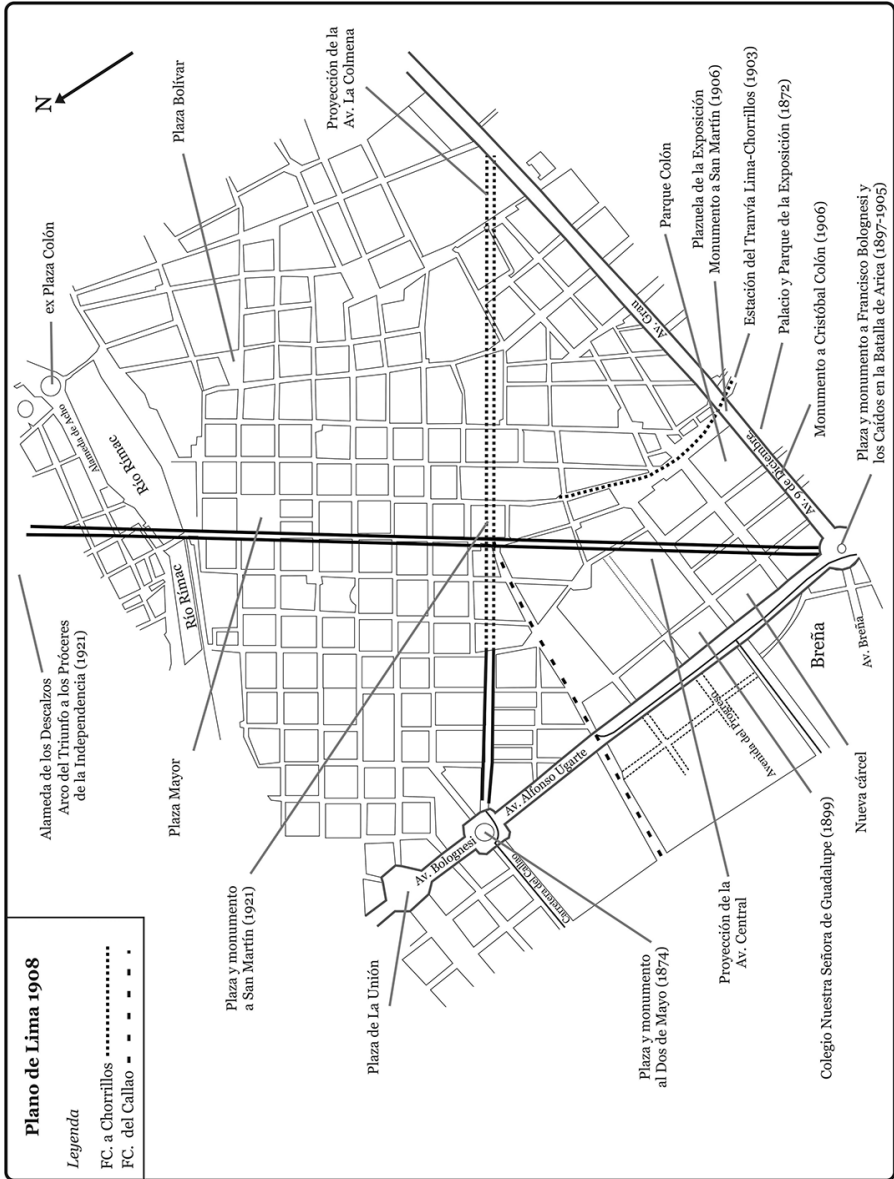 Plano de Lima 1908
Leyenda
FC. a Chorrillos
FC. del Callao
N
Alameda de los Descalzos
Arco del Triunfo a los Próceres
de la Independencia (1921)
ex Plaza Colón
Plaza Bolívar
Proyección de la
Av. La Colmena
Alameda de Acho
Río Rímac
Río Rímac
Plaza Mayor
Plaza y monumento
a San Martín (1921)
Plaza de La Unión
Av. Bolognesi
Carretera del Callao
Av. Alfonso Ugarte
Plaza y monumento
al Dos de Mayo (1874)
Proyección de la
Av. Central
Avenida del Progreso
Colegio Nuestra Señora de Guadalupe (1899)
Nueva cárcel
Breña
Av. Breña
Av. Grau
Av. 9 de Diciembre
Parque Colón
Plazuela de la Exposición
Monumento a San Martín (1906)
Estación del Tranvía Lima-Chorrillos (1903)
Palacio y Parque de la Exposición (1872)
Monumento a Cristóbal Colón (1906)
Plaza y monumento a Francisco Bolognesi y
los Caídos en la Batalla de Arica (1897-1905)